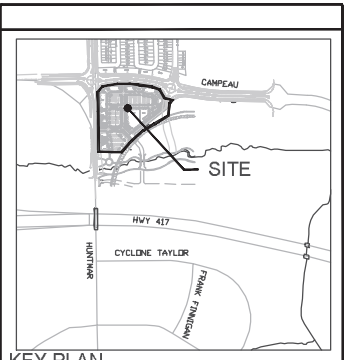 CAMPEAU
SITE
HWY 417
HUNTMAR
CYCLONE TAYLOR
FRANK FINNIGAN
KEY PLAN